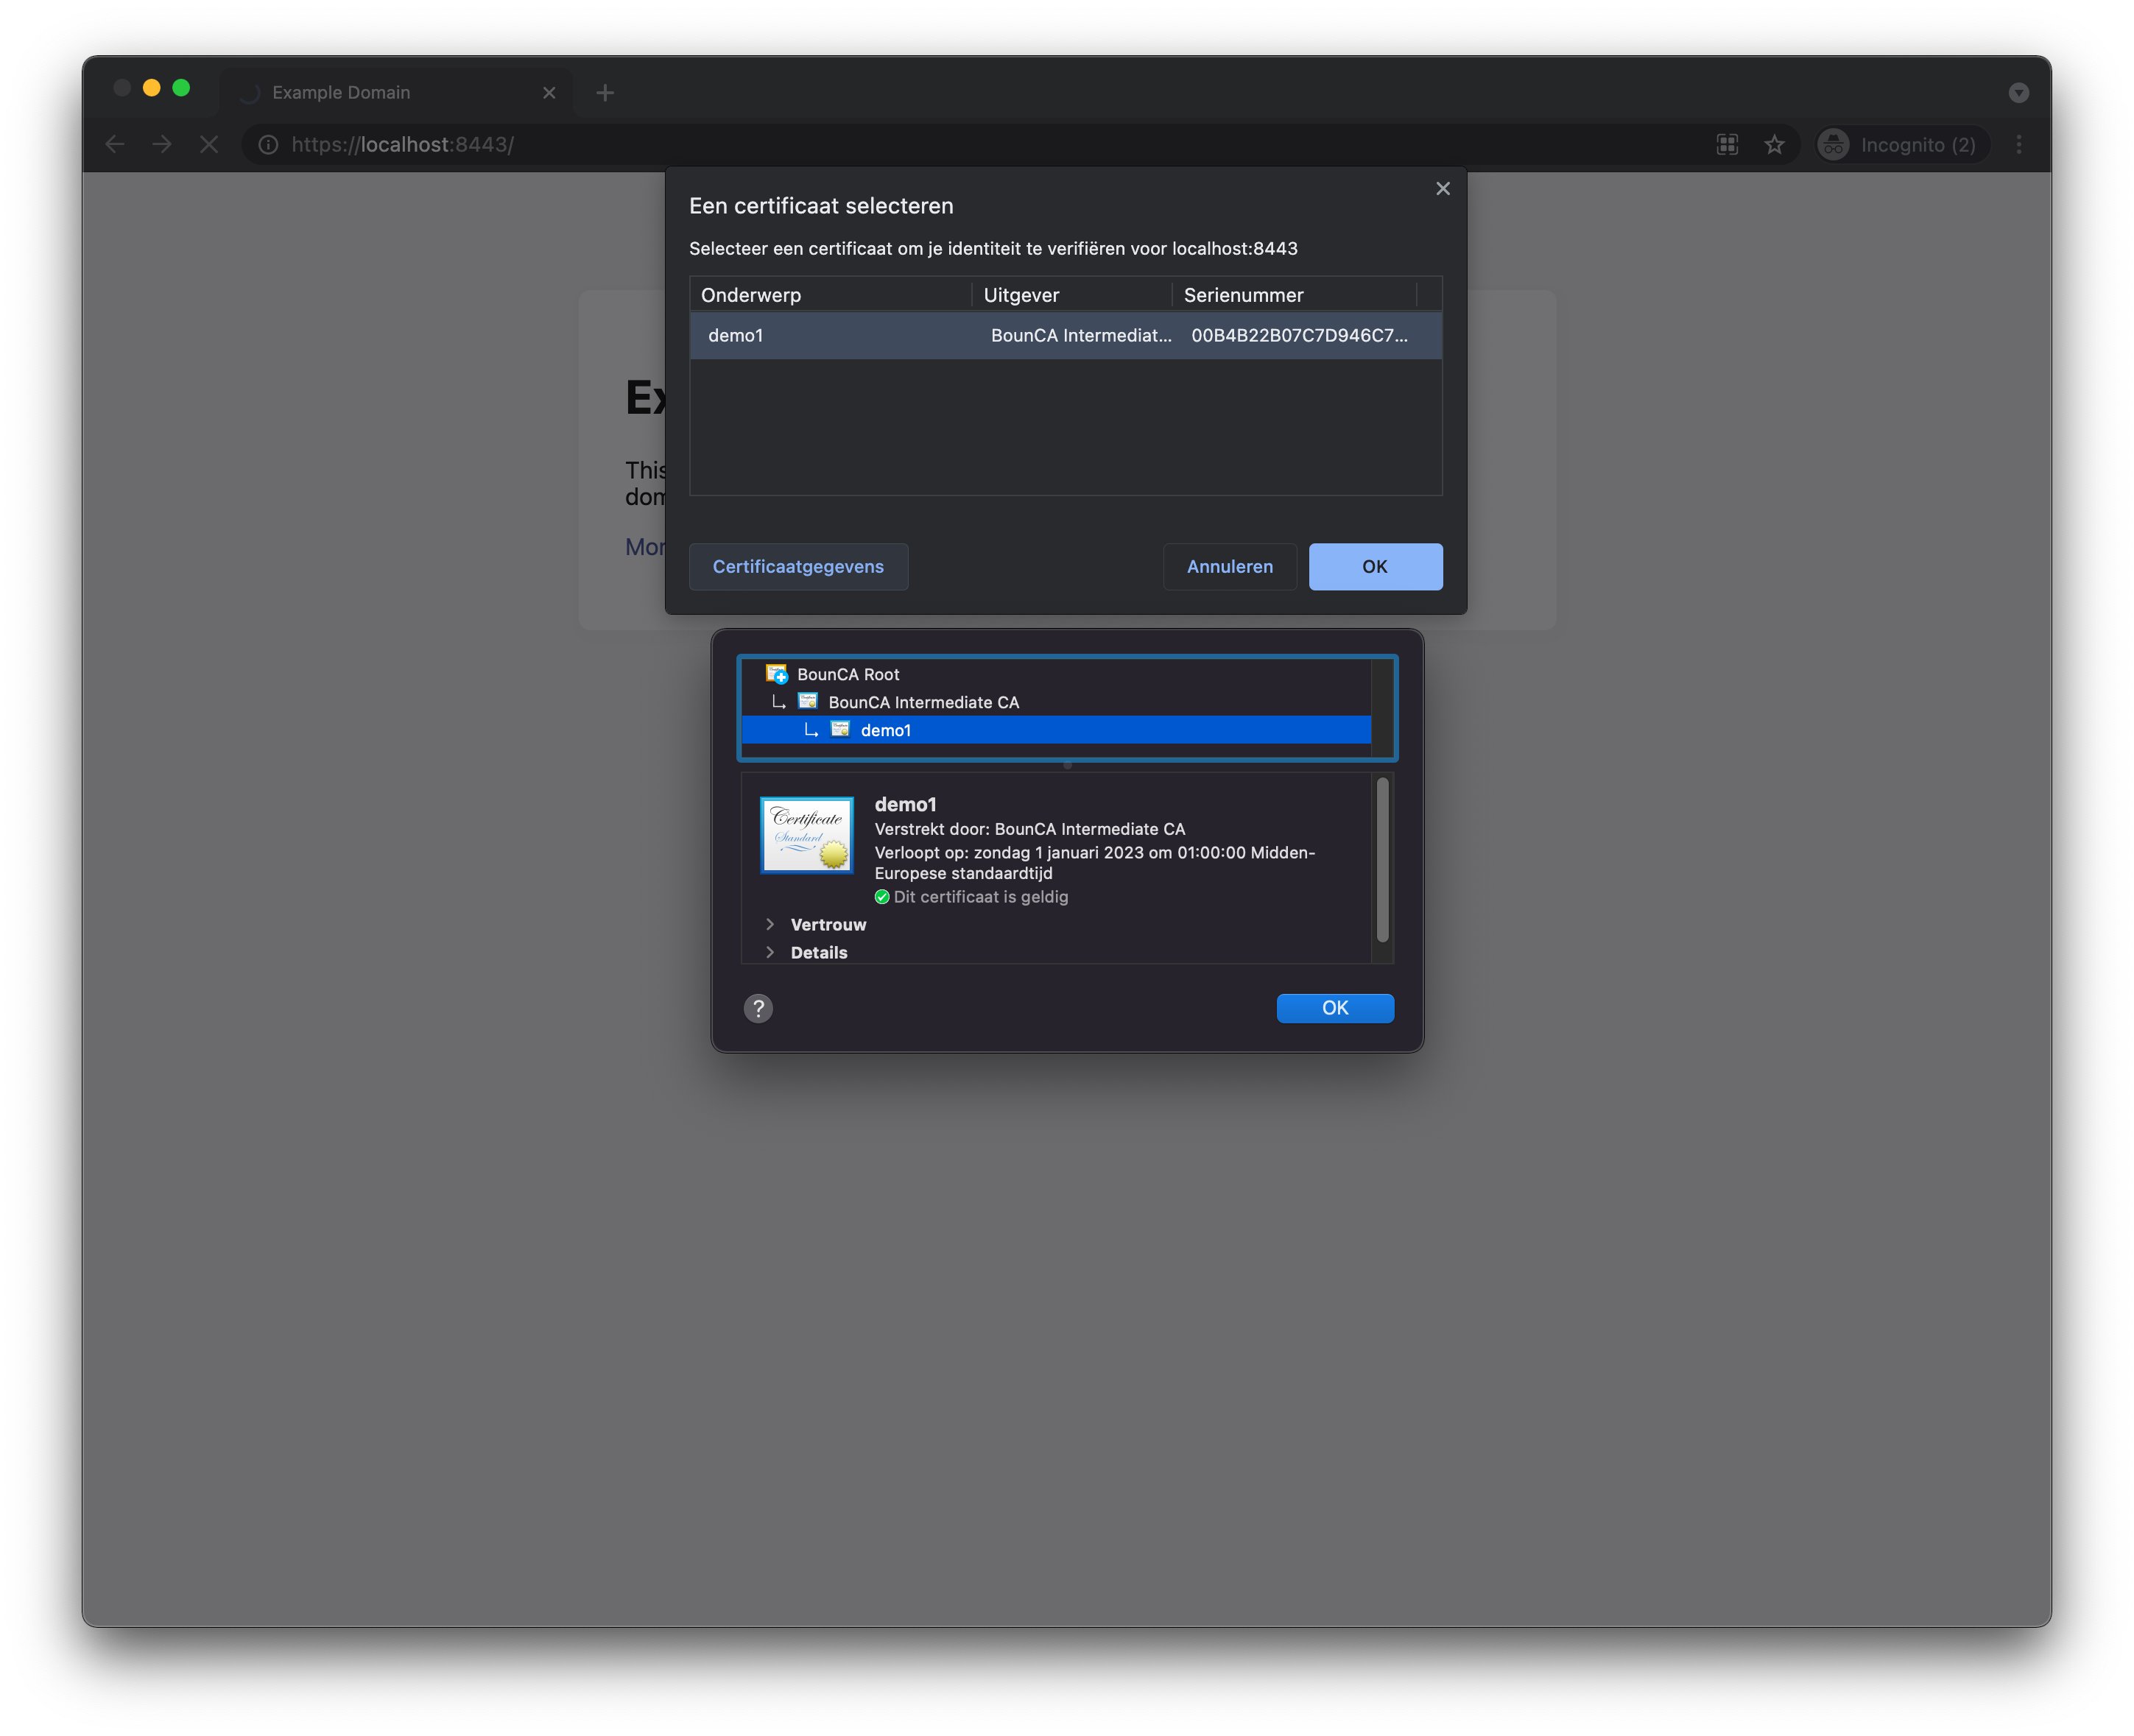 Example Domain
https://localhost:8443/
Incognito (2)
Een certificaat selecteren
Selecteer een certificaat om je identiteit te verifiëren voor localhost:8443
Onderwerp Uitgever Serienummer
demo1 BounCA Intermediat... 00B4B22B07C7D946C7...
This
Certificaatgegevens Annuleren OK
BounCA Root
BounCA Intermediate CA
demo1
Certificate
Standard
demo1
Verstrekt door: BounCA Intermediate CA
Verloopt op: zondag 1 januari 2023 om 01:00:00 Midden-
Europese standaardtijd
Dit certificaat is geldig
Vertrouw
Details
? OK